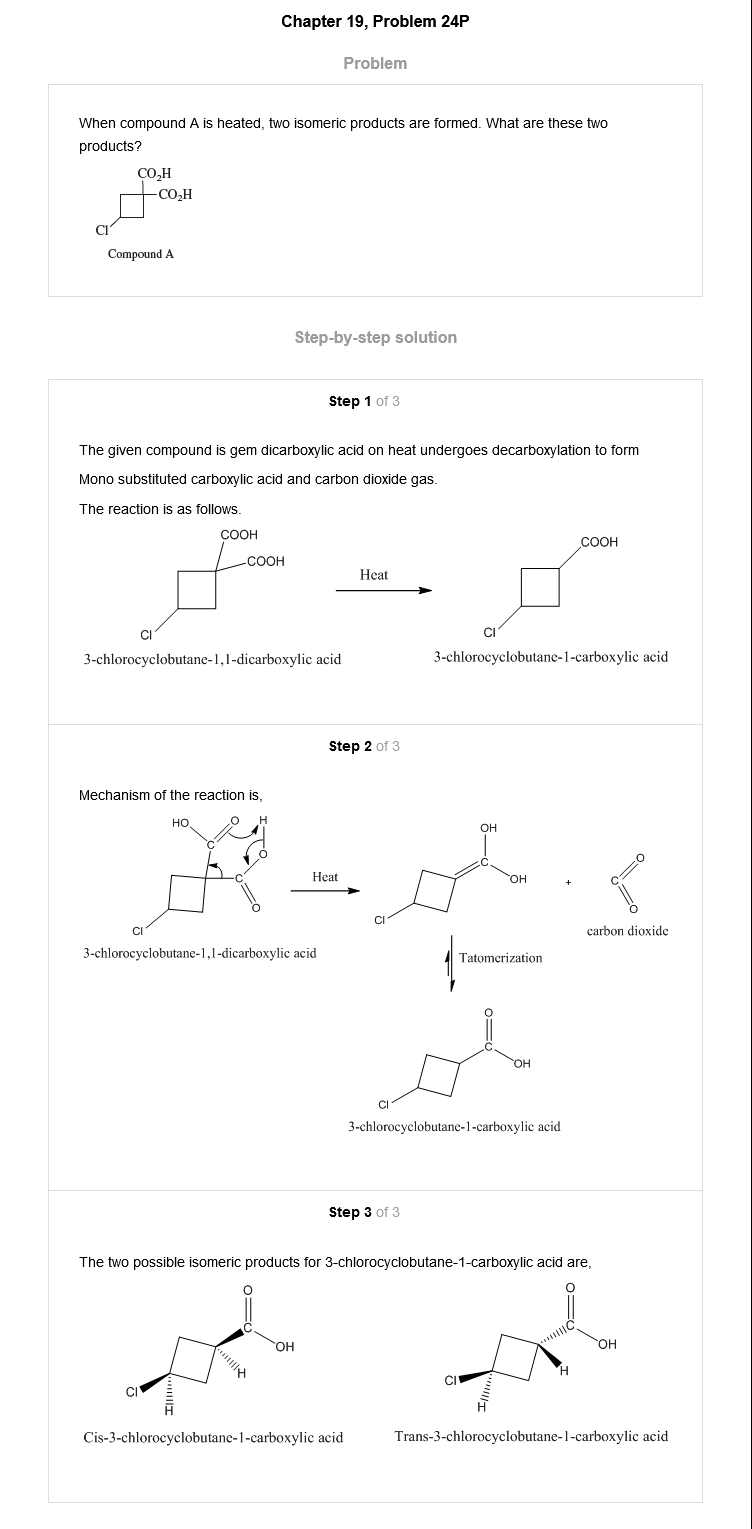 Chapter 19, Problem 24P
Problem
When compound A is heated, two isomeric products are formed. What are these two
products?
CO₂H
CO₂H
Cl
Compound A
Step-by-step solution
Step 1 of 3
The given compound is gem dicarboxylic acid on heat undergoes decarboxylation to form
Mono substituted carboxylic acid and carbon dioxide gas.
The reaction is as follows.
COOH
COOH
Cl
3-chlorocyclobutane-1,1-dicarboxylic acid
Heat
COOH
Cl
3-chlorocyclobutane-1-carboxylic acid
Step 2 of 3
Mechanism of the reaction is,
HO
O
H
C
O
C
O
Cl
3-chlorocyclobutane-1,1-dicarboxylic acid
Heat
OH
C
OH
Cl
+
O
C
O
carbon dioxide
Tatomerization
O
C
OH
Cl
3-chlorocyclobutane-1-carboxylic acid
Step 3 of 3
The two possible isomeric products for 3-chlorocyclobutane-1-carboxylic acid are,
O
C
OH
H
Cl
H
Cis-3-chlorocyclobutane-1-carboxylic acid
O
C
OH
H
Cl
H
Trans-3-chlorocyclobutane-1-carboxylic acid